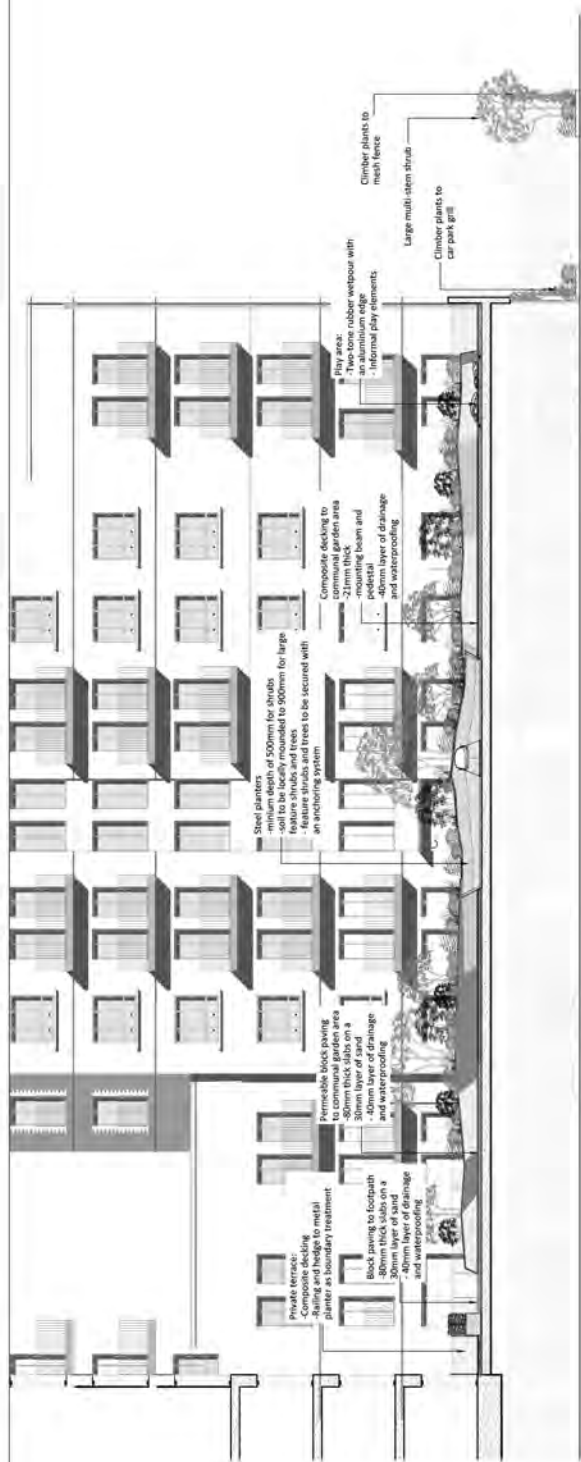 Private terrace:
-Composite decking
-Railing and hedge to metal
planter as boundary treatment
Block paving to footpath
-80mm thick slabs on a
30mm layer of sand
- 40mm layer of drainage
and waterproofing
Permeable block paving
to communal garden area
-80mm thick slabs on a
30mm layer of sand
- 40mm layer of drainage
and waterproofing
Steel planters
-minium depth of 500mm for shrubs
-soil to be locally mounded to 900mm for large
feature shrubs and trees
- feature shrubs and trees to be secured with
an anchoring system
Composite decking to
communal garden area
-21mm thick
-mounting beam and
pedestal
-40mm layer of drainage
and waterproofing
Play area:
-Two-tone rubber wetpour with
an aluminium edge
- Informal play elements
Climber plants to
car park grill
Large multi-stem shrub
Climber plants to
mesh fence